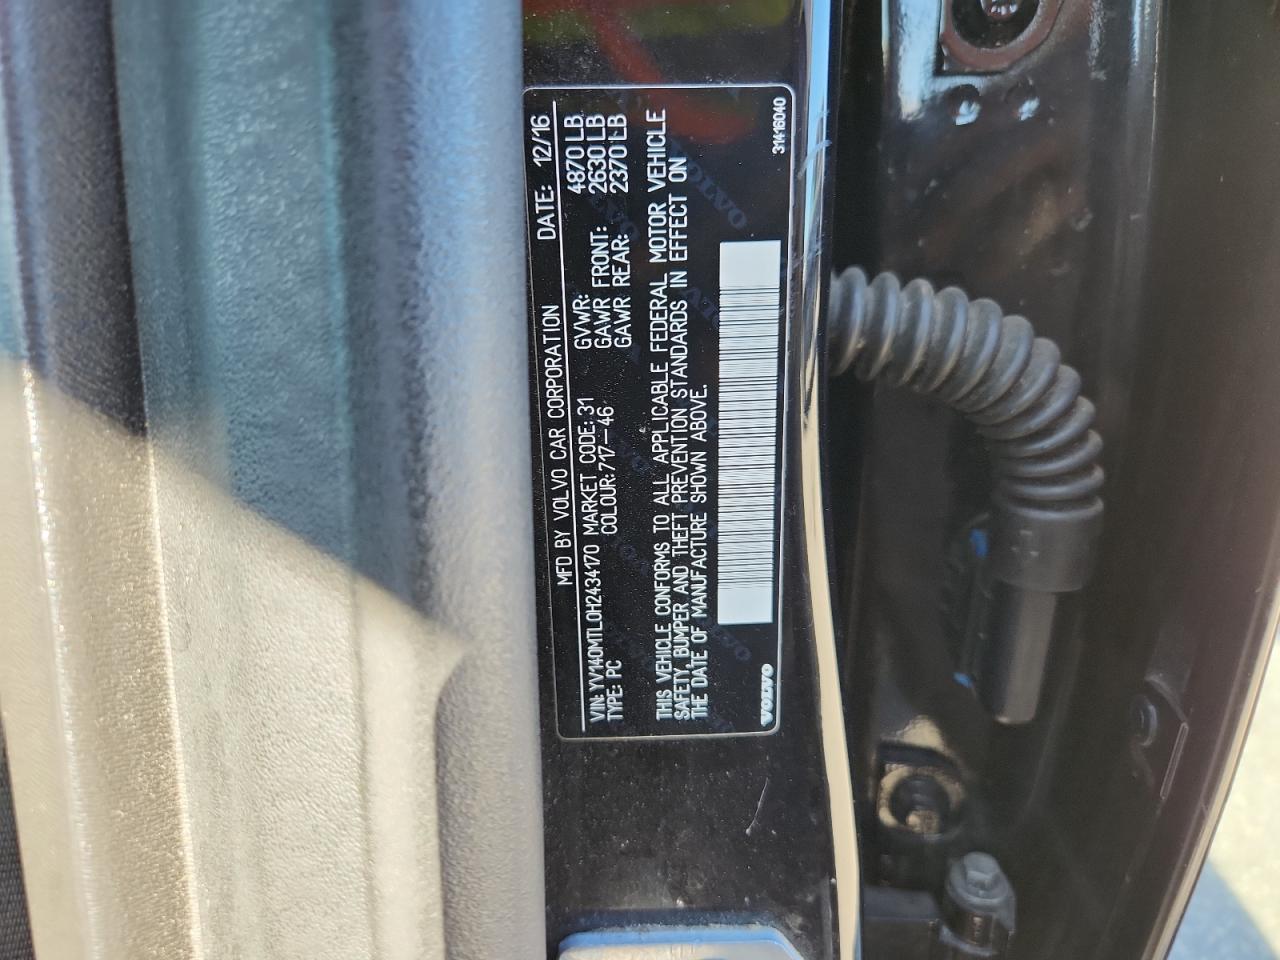 MFD BY VOLVO CAR CORPORATION DATE: 12/16
VIN: YV140MTL0H2434170 MARKET CODE: 31 GVWR: 4870 LB
TYPE: PC COLOUR: 717-46 GAWR FRONT: 2630 LB
GAWR REAR: 2370 LB
THIS VEHICLE CONFORMS TO ALL APPLICABLE FEDERAL MOTOR VEHICLE
SAFETY, BUMPER AND THEFT PREVENTION STANDARDS IN EFFECT ON
THE DATE OF MANUFACTURE SHOWN ABOVE.
VOLVO
31416040